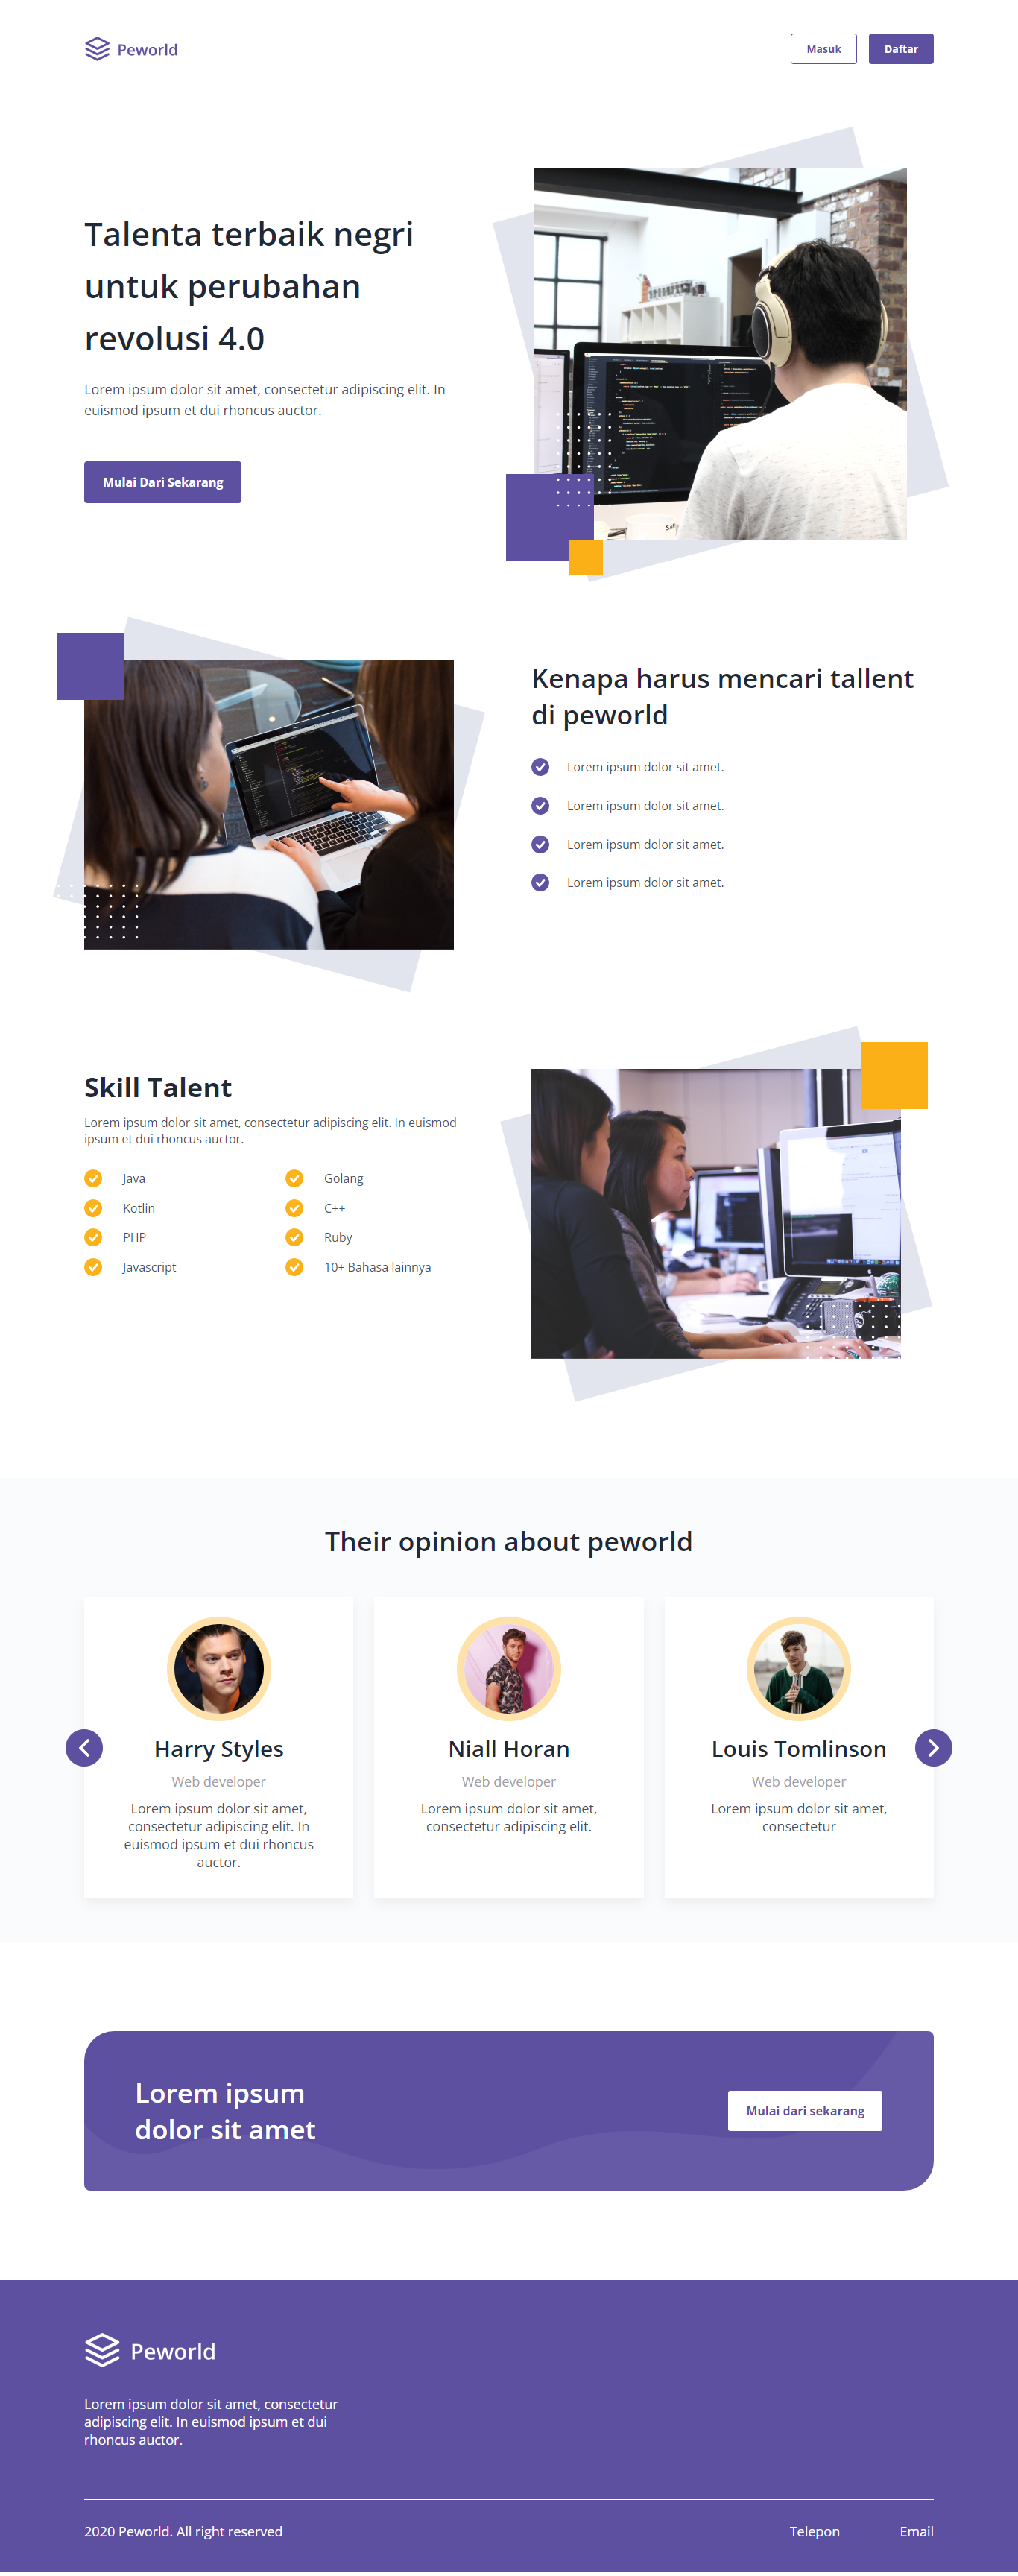 Peworld
Masuk
Daftar
Talenta terbaik negri
untuk perubahan
revolusi 4.0
Lorem ipsum dolor sit amet, consectetur adipiscing elit. In
euismod ipsum et dui rhoncus auctor.
Mulai Dari Sekarang
Kenapa harus mencari tallent
di peworld
Lorem ipsum dolor sit amet.
Lorem ipsum dolor sit amet.
Lorem ipsum dolor sit amet.
Lorem ipsum dolor sit amet.
Skill Talent
Lorem ipsum dolor sit amet, consectetur adipiscing elit. In euismod
ipsum et dui rhoncus auctor.
Java
Golang
Kotlin
C++
PHP
Ruby
Javascript
10+ Bahasa lainnya
Their opinion about peworld
Harry Styles
Web developer
Lorem ipsum dolor sit amet,
consectetur adipiscing elit. In
euismod ipsum et dui rhoncus
auctor.
Niall Horan
Web developer
Lorem ipsum dolor sit amet,
consectetur adipiscing elit.
Louis Tomlinson
Web developer
Lorem ipsum dolor sit amet,
consectetur
Lorem ipsum
dolor sit amet
Mulai dari sekarang
Peworld
Lorem ipsum dolor sit amet, consectetur
adipiscing elit. In euismod ipsum et dui
rhoncus auctor.
2020 Peworld. All right reserved
Telepon
Email